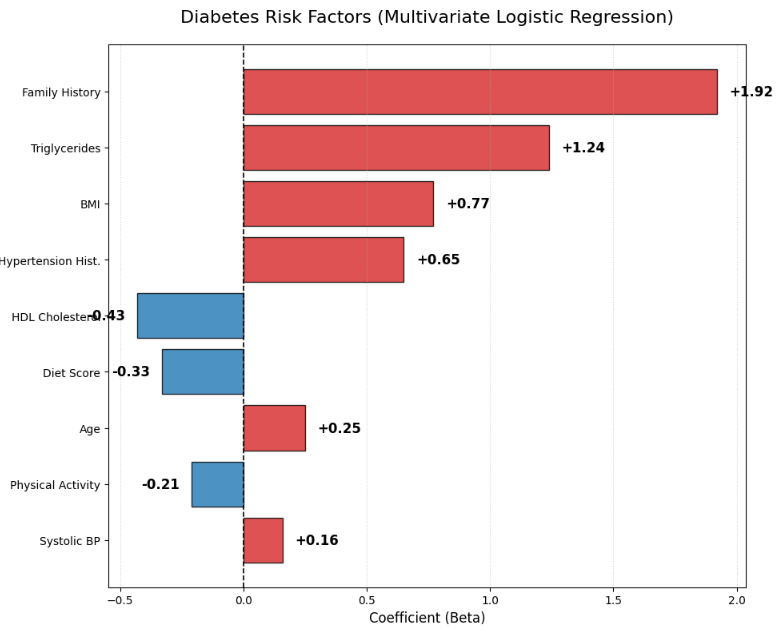 Diabetes Risk Factors (Multivariate Logistic Regression)
Family History +1.92
Triglycerides +1.24
BMI +0.77
Hypertension Hist. +0.65
HDL Cholesterol -0.43
Diet Score -0.33
Age +0.25
Physical Activity -0.21
Systolic BP +0.16
−0.5 0.0 0.5 1.0 1.5 2.0
Coefficient (Beta)